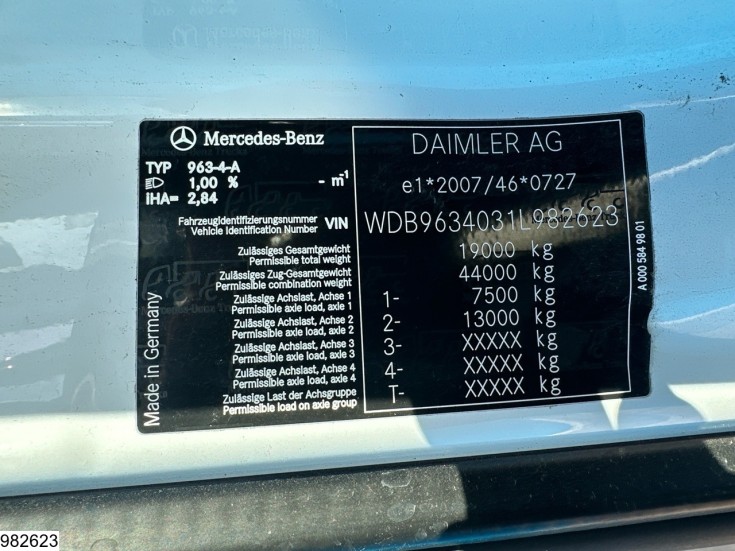 Mercedes-Benz
TYP 963-4-A
1,00 % - m-1
iHA= 2,84
Fahrzeugidentifizierungsnummer
Vehicle Identification Number VIN
Zulässiges Gesamtgewicht
Permissible total weight
Zulässiges Zug-Gesamtgewicht
Permissible combination weight
Zulässige Achslast, Achse 1
Permissible axle load, axle 1
Zulässige Achslast, Achse 2
Permissible axle load, axle 2
Zulässige Achslast, Achse 3
Permissible axle load, axle 3
Zulässige Achslast, Achse 4
Permissible axle load, axle 4
Zulässige Last der Achsgruppe
Permissible load on axle group
Made in Germany
DAIMLER AG
e1*2007/46*0727
WDB9634031L982623
19000 kg
44000 kg
1- 7500 kg
2- 13000 kg
3- XXXXX kg
4- XXXXX kg
T- XXXXX kg
A 000 584 98 01
982623